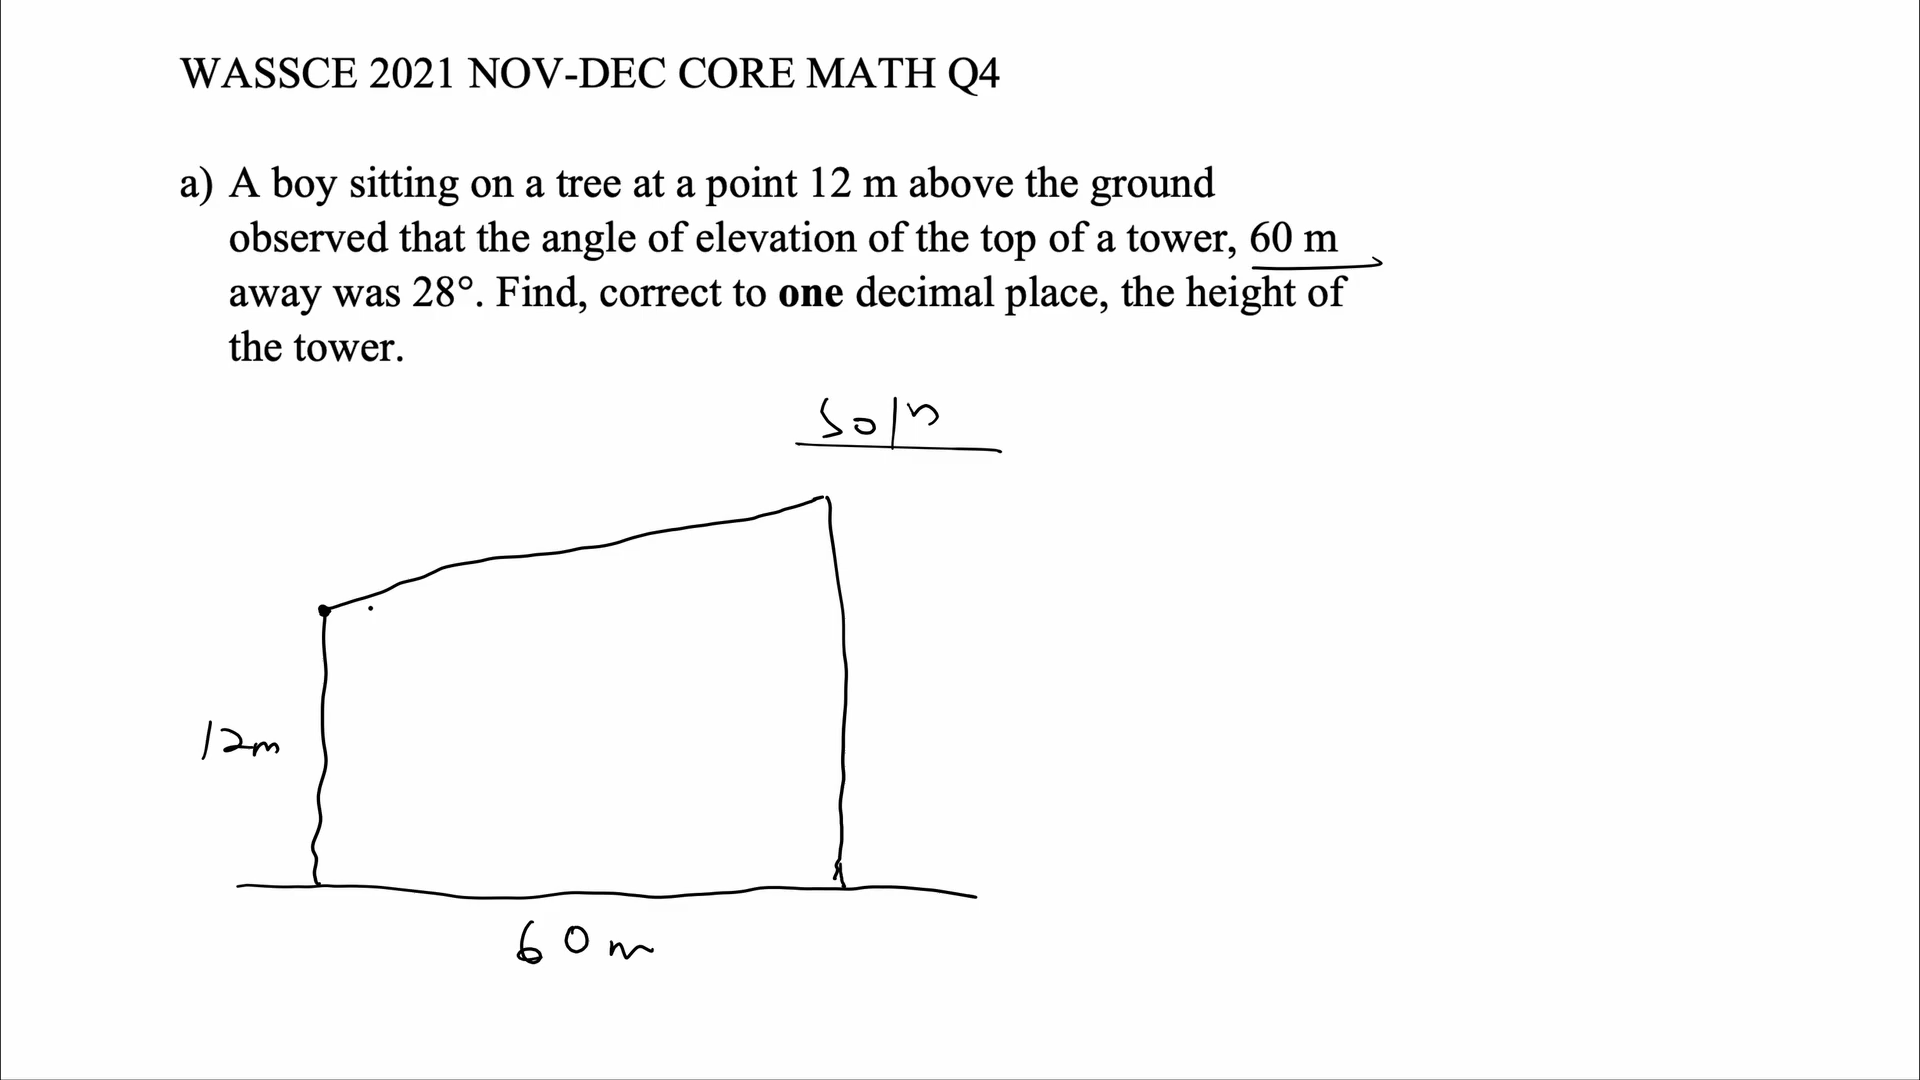 WASSCE 2021 NOV-DEC CORE MATH Q4
a) A boy sitting on a tree at a point 12 m above the ground
observed that the angle of elevation of the top of a tower, 60 m
away was 28°. Find, correct to one decimal place, the height of
the tower.
Soln
12m
60m